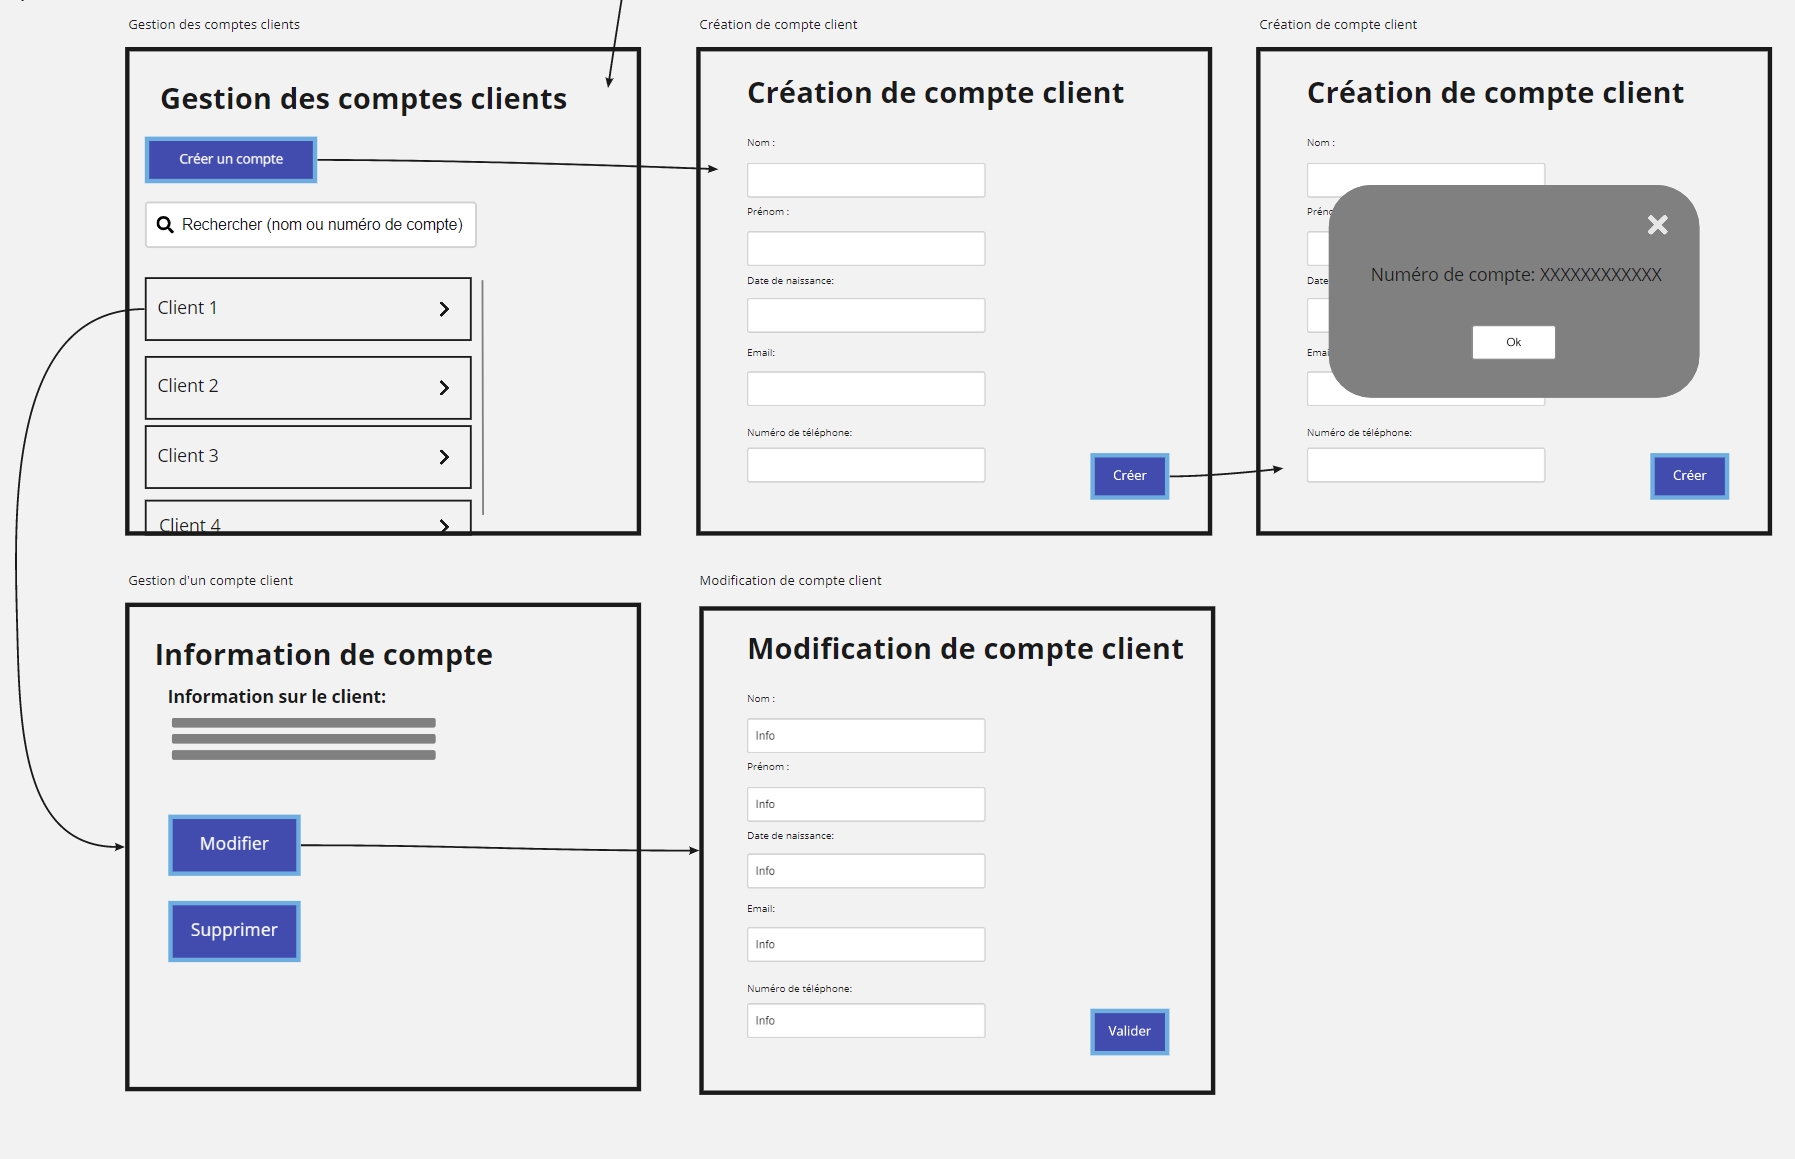 Gestion des comptes clients
Gestion des comptes clients
Créer un compte
Rechercher (nom ou numéro de compte)
Client 1
Client 2
Client 3
Client 4
Création de compte client
Création de compte client
Nom :
Prénom :
Date de naissance:
Email:
Numéro de téléphone:
Créer
Création de compte client
Création de compte client
Nom :
Préno
Numéro de compte: XXXXXXXXXXXX
Date
Ok
Emai
Numéro de téléphone:
Créer
Gestion d'un compte client
Information de compte
Information sur le client:
Modifier
Supprimer
Modification de compte client
Modification de compte client
Nom :
Info
Prénom :
Info
Date de naissance:
Info
Email:
Info
Numéro de téléphone:
Info
Valider